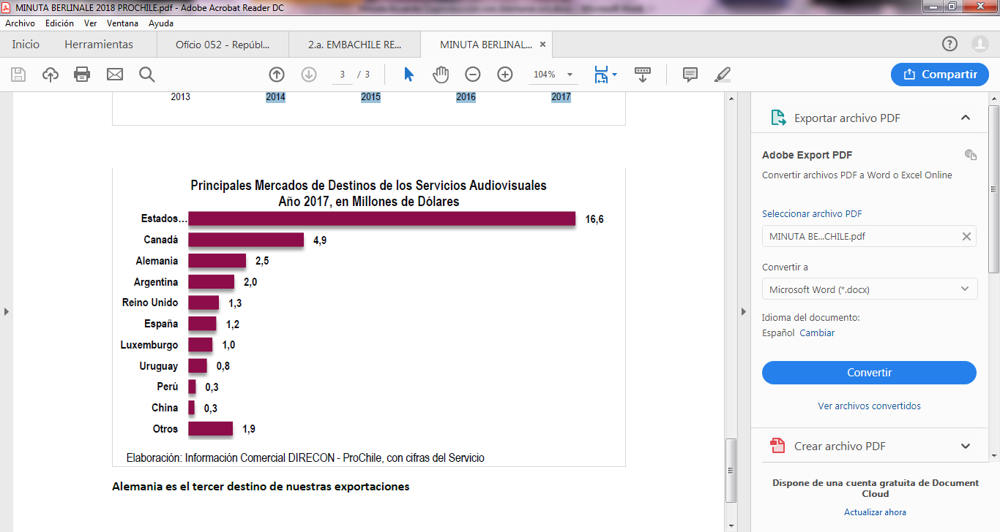 MINUTA BERLINALE 2018 PROCHILE.pdf - Adobe Acrobat Reader DC
Archivo Edición Ver Ventana Ayuda
Inicio Herramientas Ofício 052 - Repúbl... 2.a. EMBACHILE RE... MINUTA BERLINAL... ×
3 / 3 104% Compartir
2013 2014 2015 2016 2017
Principales Mercados de Destinos de los Servicios Audiovisuales
Año 2017, en Millones de Dólares
Estados... 16,6
Canadá 4,9
Alemania 2,5
Argentina 2,0
Reino Unido 1,3
España 1,2
Luxemburgo 1,0
Uruguay 0,8
Perú 0,3
China 0,3
Otros 1,9
Elaboración: Información Comercial DIRECON - ProChile, con cifras del Servicio
Alemania es el tercer destino de nuestras exportaciones
Exportar archivo PDF
Adobe Export PDF
Convertir archivos PDF a Word o Excel Online
Seleccionar archivo PDF
MINUTA BE...CHILE.pdf
Convertir a
Microsoft Word (*.docx)
Idioma del documento:
Español Cambiar
Convertir
Ver archivos convertidos
Crear archivo PDF
Dispone de una cuenta gratuita de Document
Cloud
Actualizar ahora